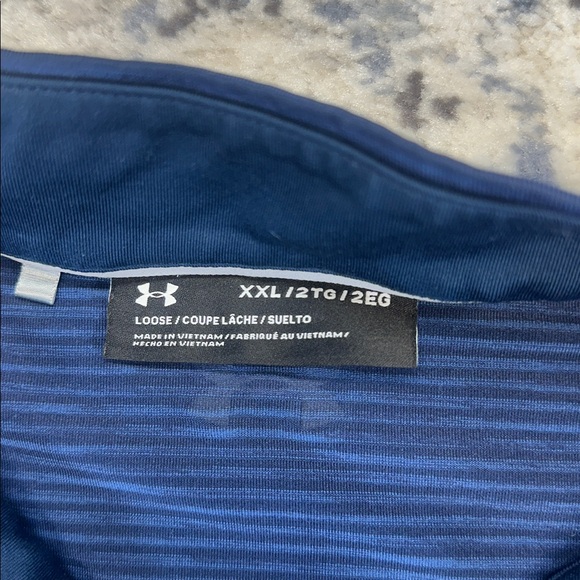 XXL/2TG/2EG
LOOSE/COUPE LÂCHE/SUELTO
MADE IN VIETNAM/FABRIQUÉ AU VIETNAM/
HECHO EN VIETNAM